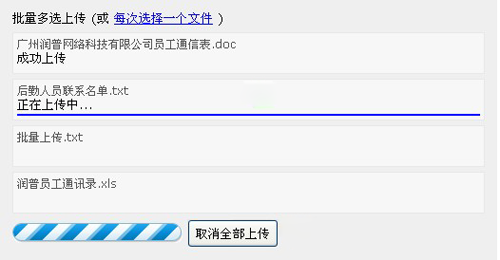 批量多选上传 (或 每次选择一个文件 )
广州润普网络科技有限公司员工通信表.doc
成功上传
后勤人员联系名单.txt
正在上传中...
批量上传.txt
润普员工通讯录.xls
取消全部上传